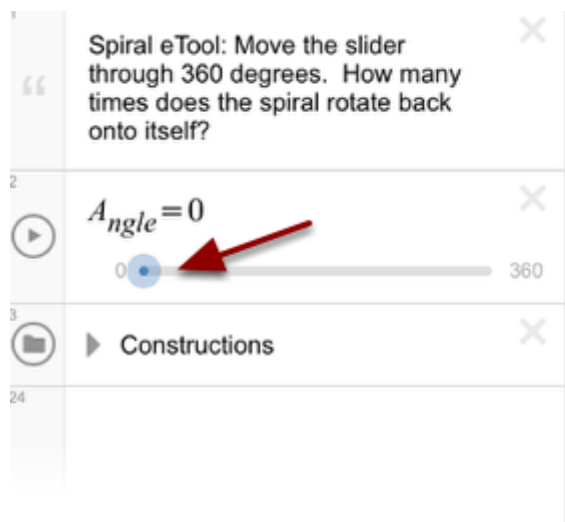 “
Spiral eTool: Move the slider
through 360 degrees.  How many
times does the spiral rotate back
onto itself?
2
Angle=0
0
360
3
Constructions
24